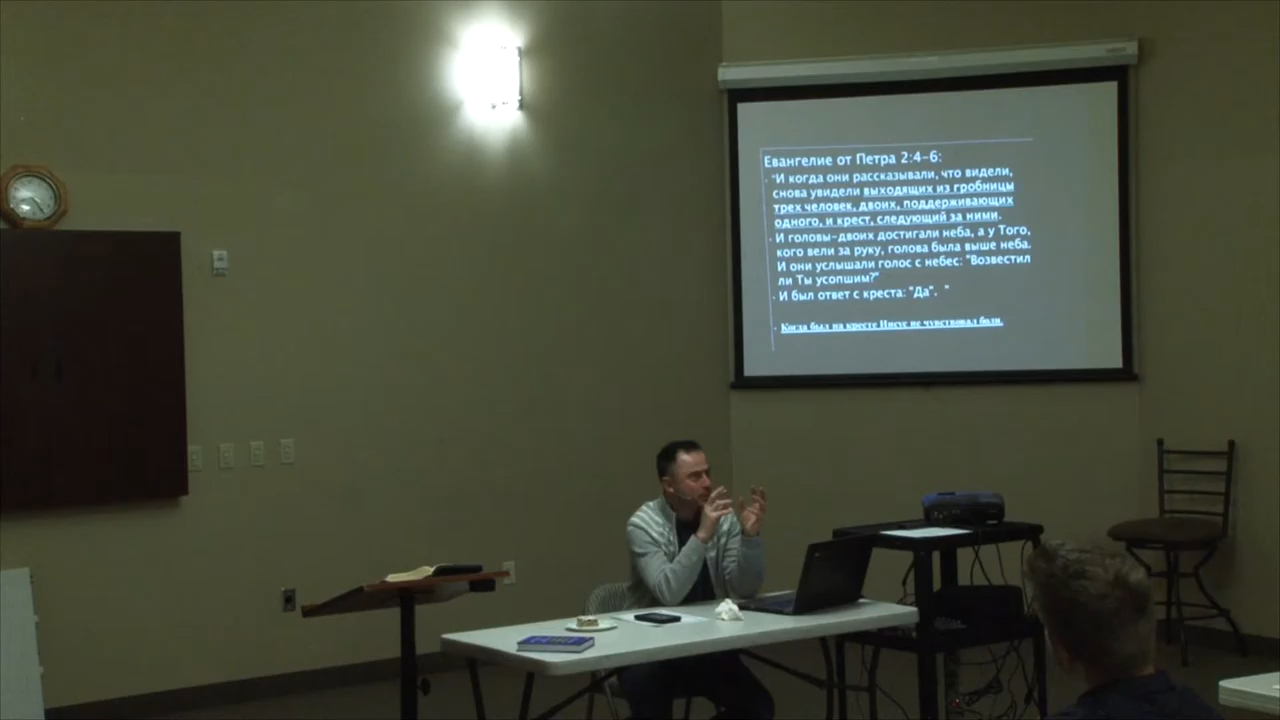 Евангелие от Петра 2:4-6:
"И когда они рассказывали, что видели,
снова увидели выходящих из гробницы
трех человек, двоих, поддерживающих
одного, и крест, следующий за ними.
И головы-двоих достигали неба, а у Того,
кого вели за руку, голова была выше неба.
И они услышали голос с небес: "Возвестил
ли Ты усопшим?"
И был ответ с креста: "Да". "
Когда был на кресте Иисус не чувствовал боли.